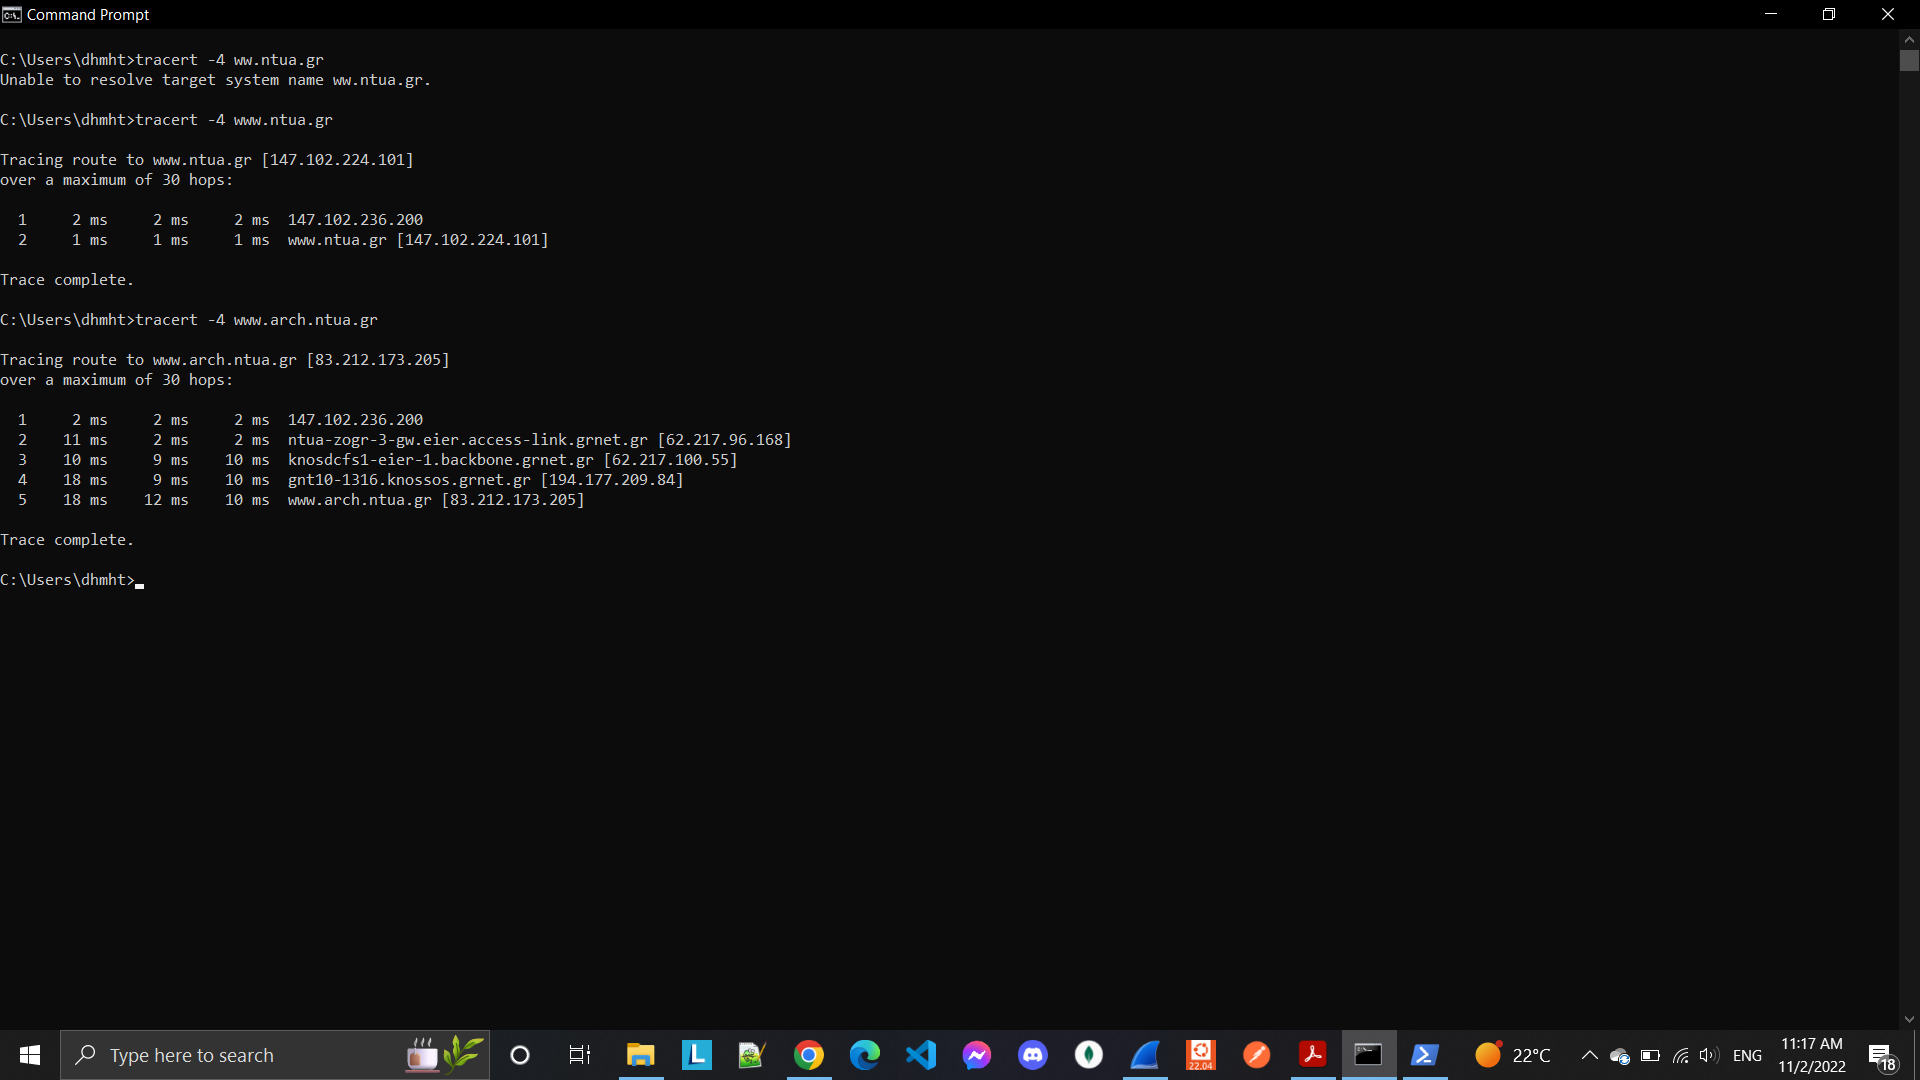 Command Prompt
C:\Users\dhmht>tracert -4 ww.ntua.gr
Unable to resolve target system name ww.ntua.gr.
C:\Users\dhmht>tracert -4 www.ntua.gr
Tracing route to www.ntua.gr [147.102.224.101]
over a maximum of 30 hops:
1 2 ms 2 ms 2 ms 147.102.236.200
2 1 ms 1 ms 1 ms www.ntua.gr [147.102.224.101]
Trace complete.
C:\Users\dhmht>tracert -4 www.arch.ntua.gr
Tracing route to www.arch.ntua.gr [83.212.173.205]
over a maximum of 30 hops:
1 2 ms 2 ms 2 ms 147.102.236.200
2 11 ms 2 ms 2 ms ntua-zogr-3-gw.eier.access-link.grnet.gr [62.217.96.168]
3 10 ms 9 ms 10 ms knosdcfs1-eier-1.backbone.grnet.gr [62.217.100.55]
4 18 ms 9 ms 10 ms gnt10-1316.knossos.grnet.gr [194.177.209.84]
5 18 ms 12 ms 10 ms www.arch.ntua.gr [83.212.173.205]
Trace complete.
C:\Users\dhmht>
Type here to search
L
22.04
22°C
ENG
11:17 AM
11/2/2022
18